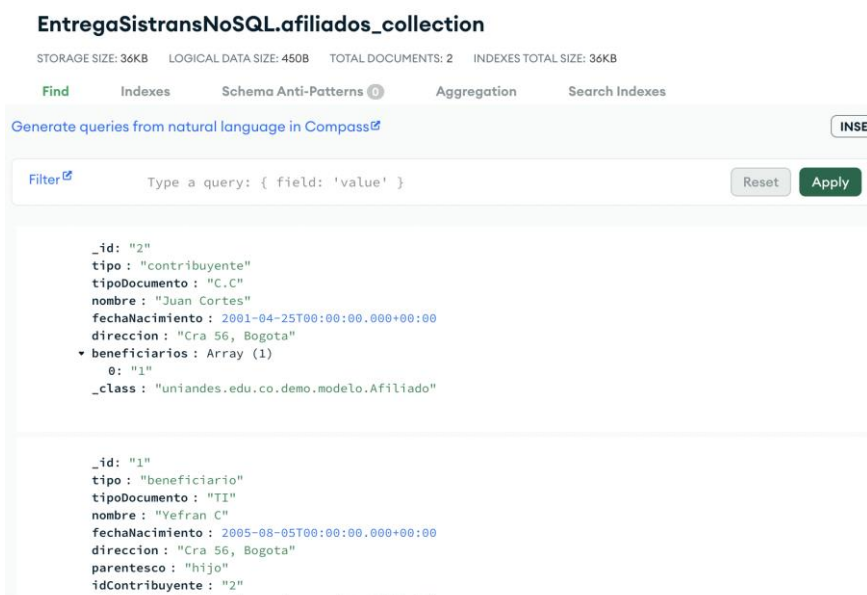 EntregaSistransNoSQL.afiliados_collection
STORAGE SIZE: 36KB LOGICAL DATA SIZE: 450B TOTAL DOCUMENTS: 2 INDEXES TOTAL SIZE: 36KB
Find Indexes Schema Anti-Patterns 0 Aggregation Search Indexes
Generate queries from natural language in Compass INSE
Filter Type a query: { field: 'value' } Reset Apply
_id: "2"
tipo : "contribuyente"
tipoDocumento : "C.C"
nombre : "Juan Cortes"
fechaNacimiento : 2001-04-25T00:00:00.000+00:00
direccion : "Cra 56, Bogota"
beneficiarios : Array (1)
0: "1"
_class : "uniandes.edu.co.demo.modelo.Afiliado"
_id: "1"
tipo : "beneficiario"
tipoDocumento : "TI"
nombre : "Yefran C"
fechaNacimiento : 2005-08-05T00:00:00.000+00:00
direccion : "Cra 56, Bogota"
parentesco : "hijo"
idContribuyente : "2"